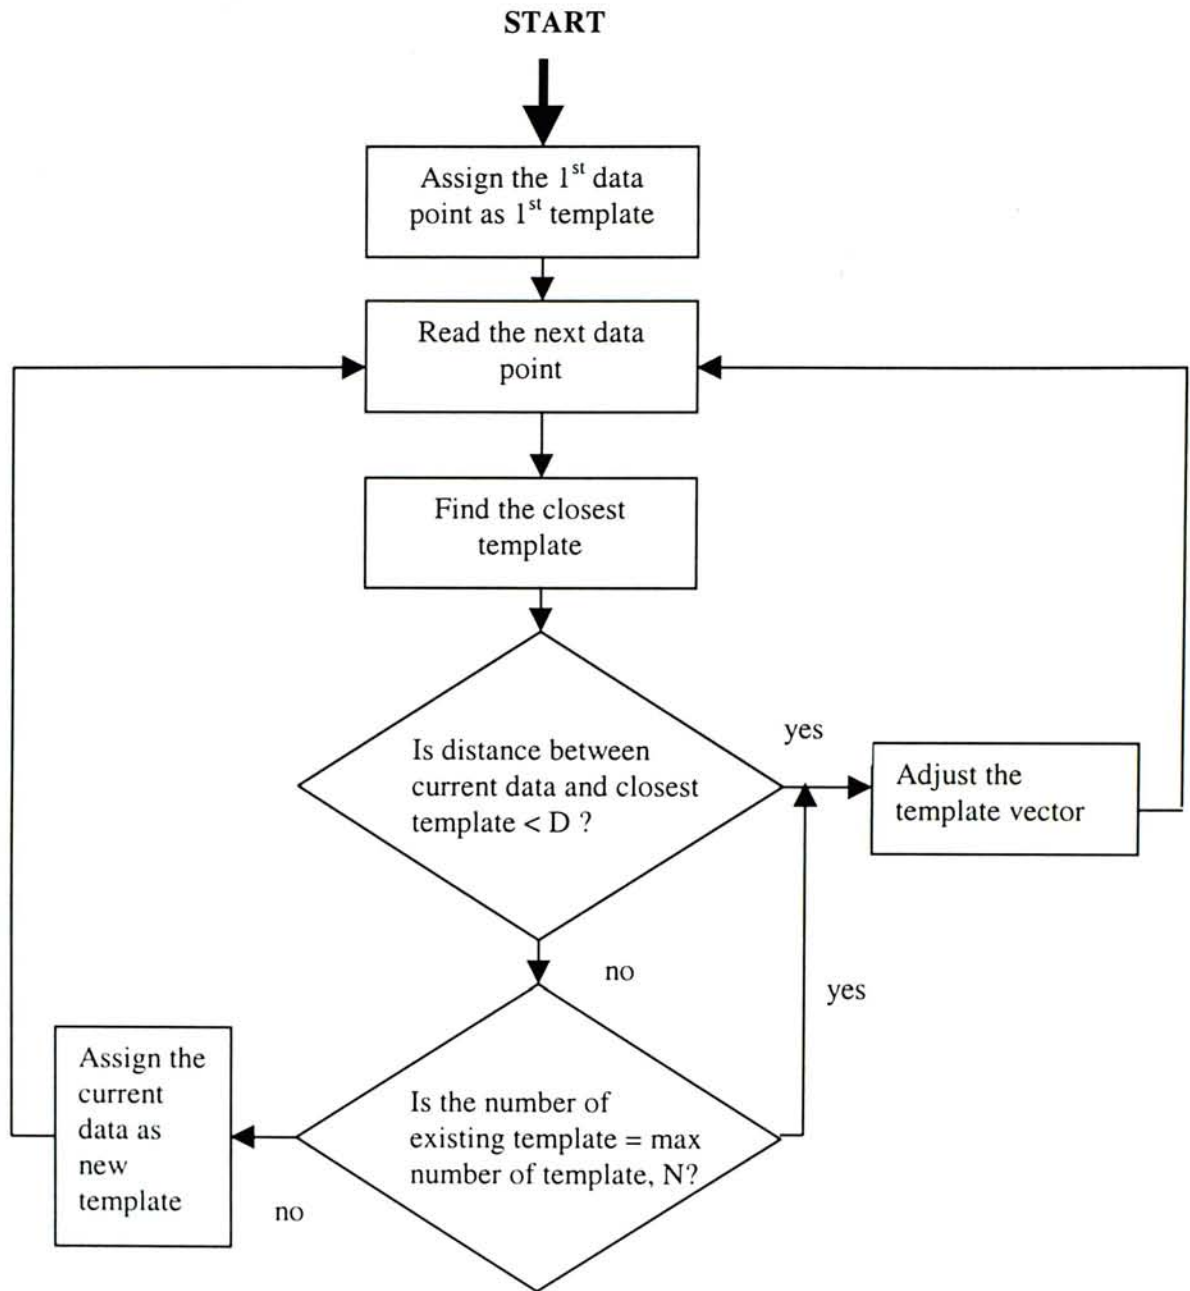 START
Assign the 1st data
point as 1st template
Read the next data
point
Find the closest
template
Is distance between
current data and closest
template < D ?
yes
Adjust the
template vector
no
yes
Is the number of
existing template = max
number of template, N?
no
Assign the
current
data as
new
template